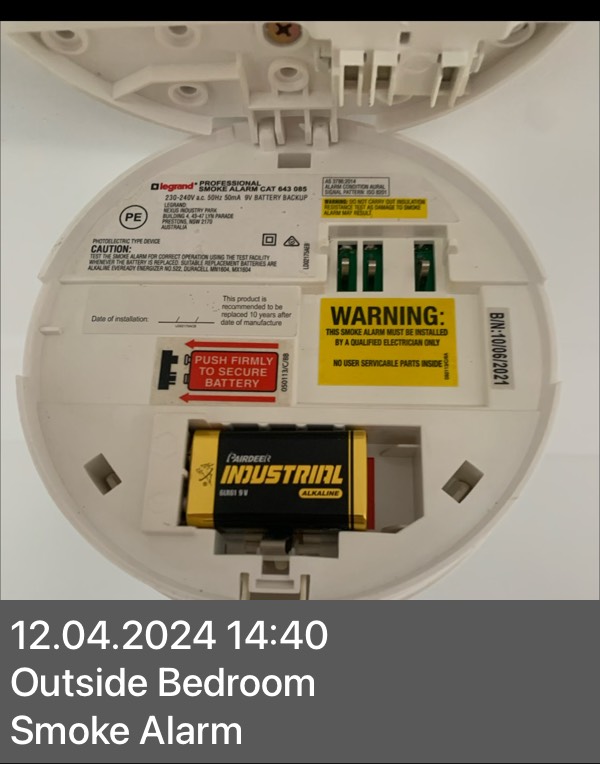 legrand PROFESSIONAL
SMOKE ALARM CAT 643 085
230-240V a.c. 50Hz 50mA 9V BATTERY BACKUP
LEGRAND:
NEXUS INDUSTRY PARK
BUILDING 4, 43-47 LYN PARADE
PRESTONS, NSW 2170
AUSTRALIA
PE
PHOTOELECTRIC TYPE DEVICE
CAUTION:
TEST THE SMOKE ALARM FOR CORRECT OPERATION USING THE TEST FACILITY
WHENEVER THE BATTERY IS REPLACED. SUITABLE REPLACEMENT BATTERIES ARE
ALKALINE EVEREADY ENERGIZER NO.522, DURACELL MN1604, MX1604
AS 3786:2014
ALARM CONDITION AURAL
SIGNAL PATTERN: ISO 8201
WARNING: DO NOT CARRY OUT INSULATION
RESISTANCE TEST AS DAMAGE TO SMOKE
ALARM MAY RESULT.
Date of installation:
This product is
recommended to be
replaced 10 years after
date of manufacture
WARNING:
THIS SMOKE ALARM MUST BE INSTALLED
BY A QUALIFIED ELECTRICIAN ONLY
NO USER SERVICABLE PARTS INSIDE
B/N:10/06/2021
PUSH FIRMLY
TO SECURE
BATTERY
050113/C/BB
PAIRDEER
INDUSTRIAL
6LR61 9V
ALKALINE
12.04.2024 14:40
Outside Bedroom
Smoke Alarm